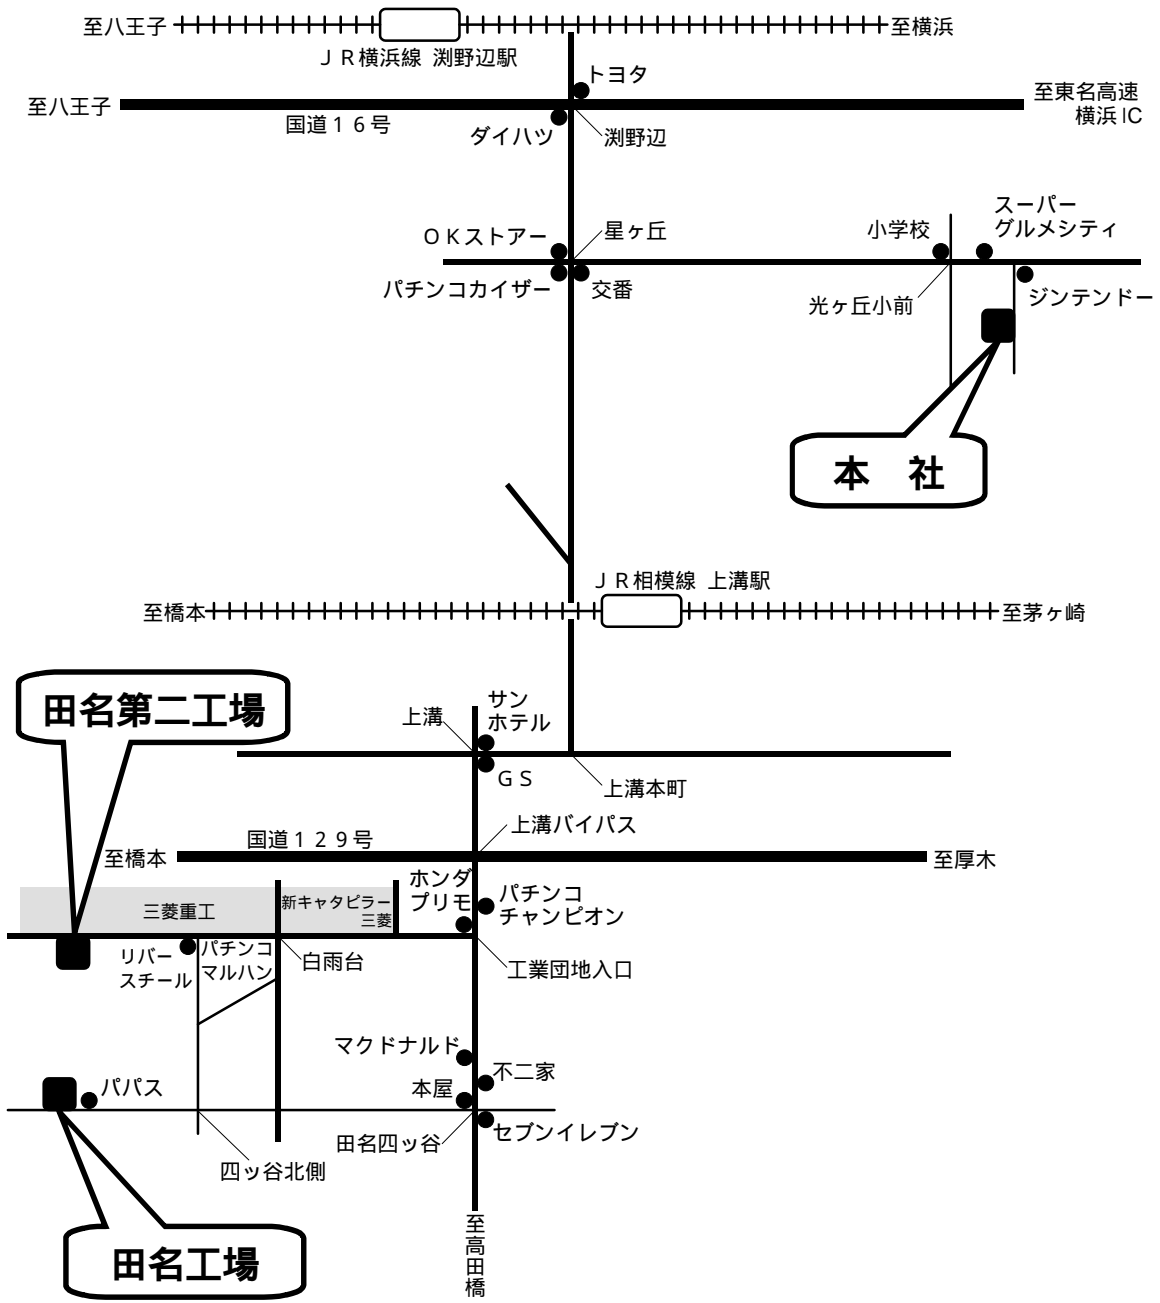 至八王子
至横浜
ＪＲ横浜線 渕野辺駅
トヨタ
至八王子
至東名高速
横浜IC
国道１６号
ダイハツ
渕野辺
スーパー
グルメシティ
小学校
ＯＫストアー
星ヶ丘
パチンコカイザー
交番
光ヶ丘小前
ジンテンドー
本　社
ＪＲ相模線 上溝駅
至橋本
至茅ヶ崎
田名第二工場
サン
ホテル
上溝
ＧＳ
上溝本町
上溝バイパス
国道１２９号
至橋本
至厚木
ホンダ
プリモ
パチンコ
チャンピオン
三菱重工
新キャタピラー
三菱
リバー
スチール
パチンコ
マルハン
白雨台
工業団地入口
マクドナルド
不二家
本屋
パパス
セブンイレブン
田名四ッ谷
四ッ谷北側
至高田橋
田名工場